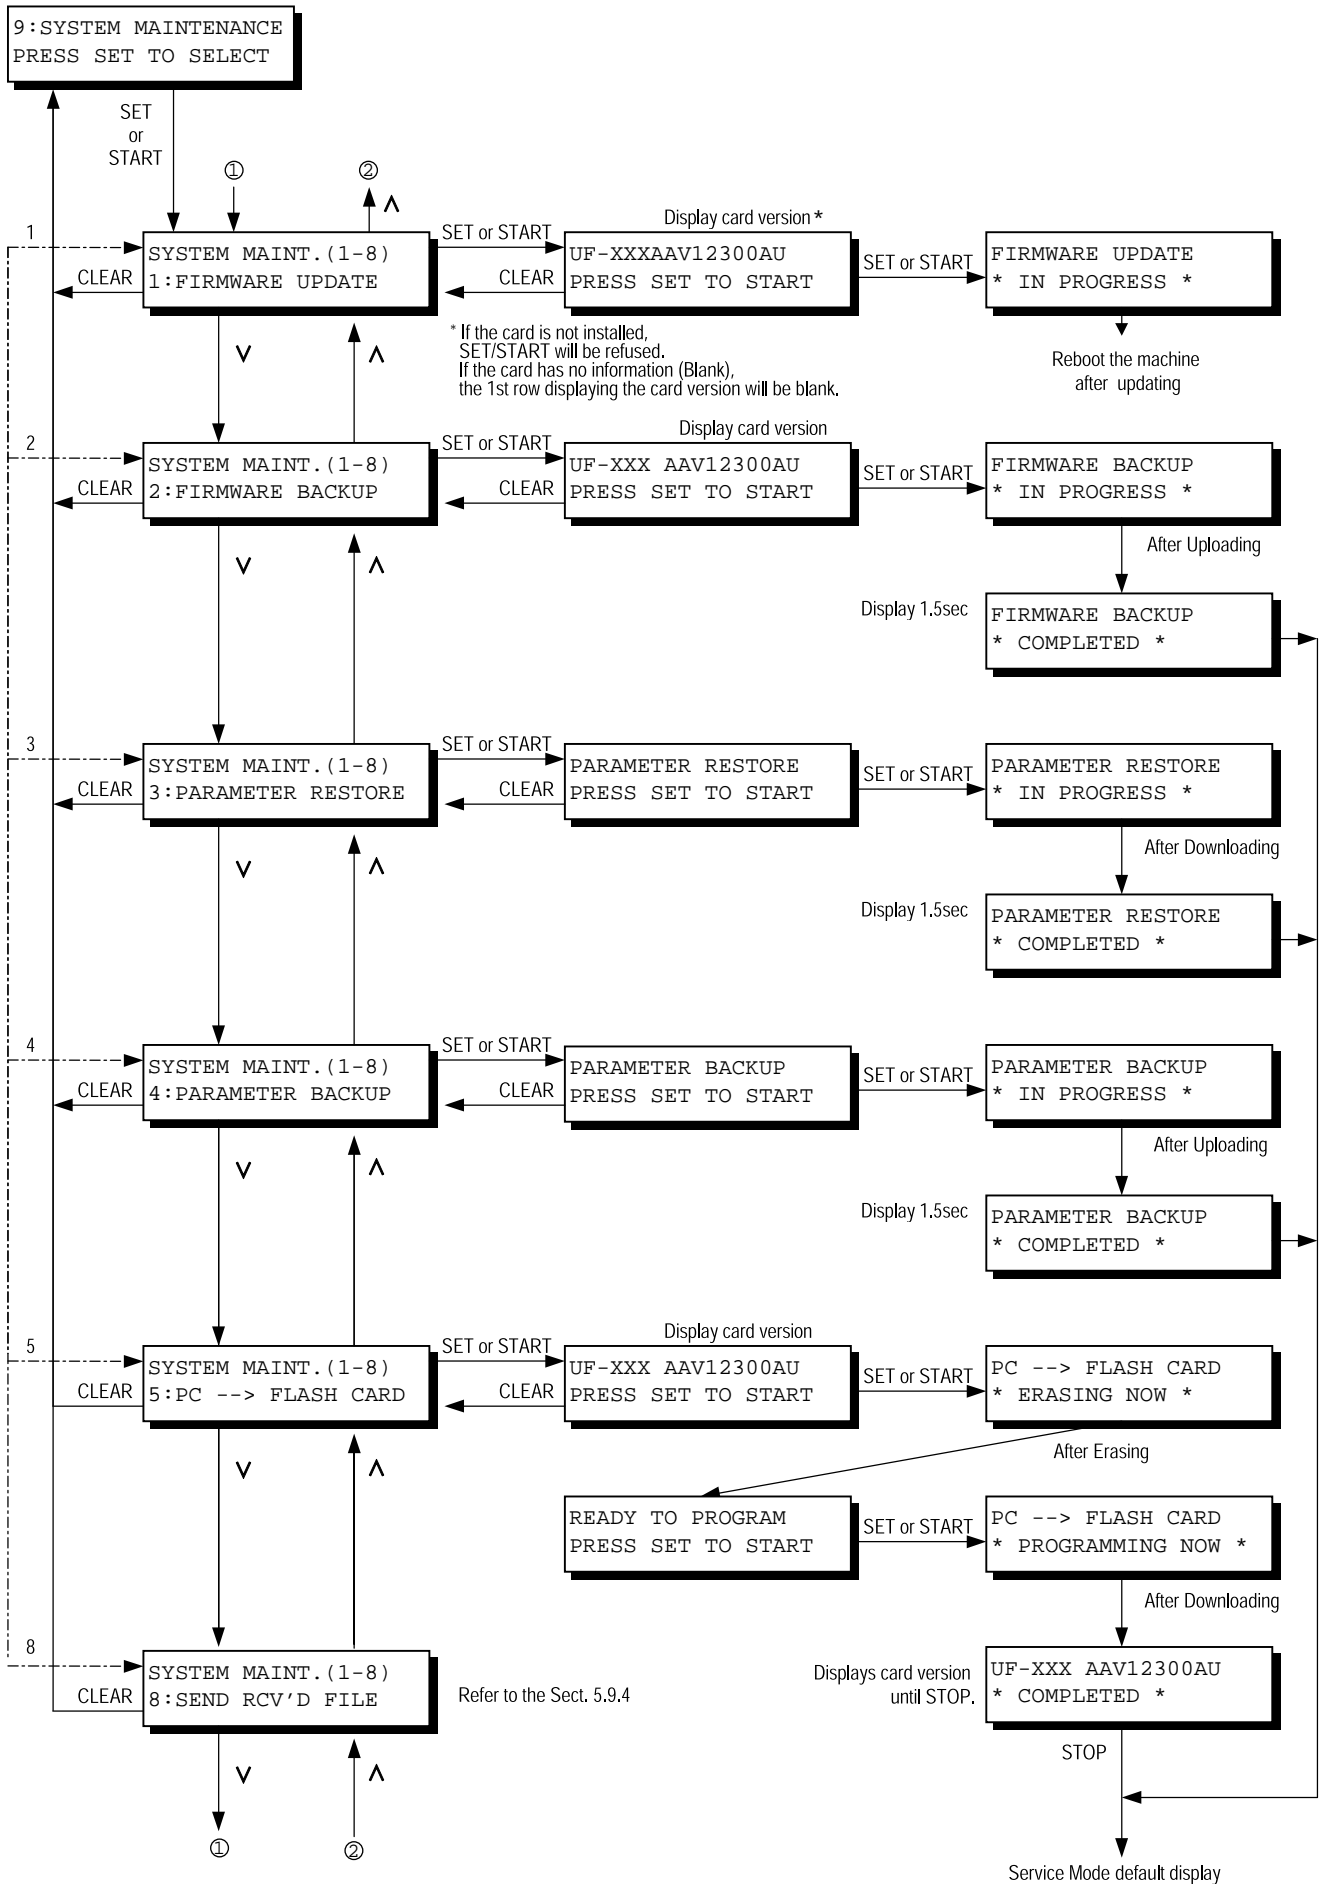 9:SYSTEM MAINTENANCE
PRESS SET TO SELECT
SET
or
START
①
②
∧
1
SYSTEM MAINT.(1-8)
1:FIRMWARE UPDATE
CLEAR
SET or START
CLEAR
Display card version *
UF-XXXAAV12300AU
PRESS SET TO START
SET or START
FIRMWARE UPDATE
* IN PROGRESS *
Reboot the machine
after updating
* If the card is not installed,
SET/START will be refused.
If the card has no information (Blank),
the 1st row displaying the card version will be blank.
∨
∧
2
SYSTEM MAINT.(1-8)
2:FIRMWARE BACKUP
CLEAR
SET or START
CLEAR
Display card version
UF-XXX AAV12300AU
PRESS SET TO START
SET or START
FIRMWARE BACKUP
* IN PROGRESS *
After Uploading
∨
∧
Display 1.5sec
FIRMWARE BACKUP
* COMPLETED *
3
SYSTEM MAINT.(1-8)
3:PARAMETER RESTORE
CLEAR
SET or START
CLEAR
PARAMETER RESTORE
PRESS SET TO START
SET or START
PARAMETER RESTORE
* IN PROGRESS *
After Downloading
∨
∧
Display 1.5sec
PARAMETER RESTORE
* COMPLETED *
4
SYSTEM MAINT.(1-8)
4:PARAMETER BACKUP
CLEAR
SET or START
CLEAR
PARAMETER BACKUP
PRESS SET TO START
SET or START
PARAMETER BACKUP
* IN PROGRESS *
After Uploading
∨
∧
Display 1.5sec
PARAMETER BACKUP
* COMPLETED *
5
SYSTEM MAINT.(1-8)
5:PC --> FLASH CARD
CLEAR
SET or START
CLEAR
Display card version
UF-XXX AAV12300AU
PRESS SET TO START
SET or START
PC --> FLASH CARD
* ERASING NOW *
After Erasing
∨
∧
READY TO PROGRAM
PRESS SET TO START
SET or START
PC --> FLASH CARD
* PROGRAMMING NOW *
After Downloading
8
SYSTEM MAINT.(1-8)
8:SEND RCV'D FILE
CLEAR
Refer to the Sect. 5.9.4
Displays card version
until STOP.
UF-XXX AAV12300AU
* COMPLETED *
STOP
∨
∧
①
②
Service Mode default display